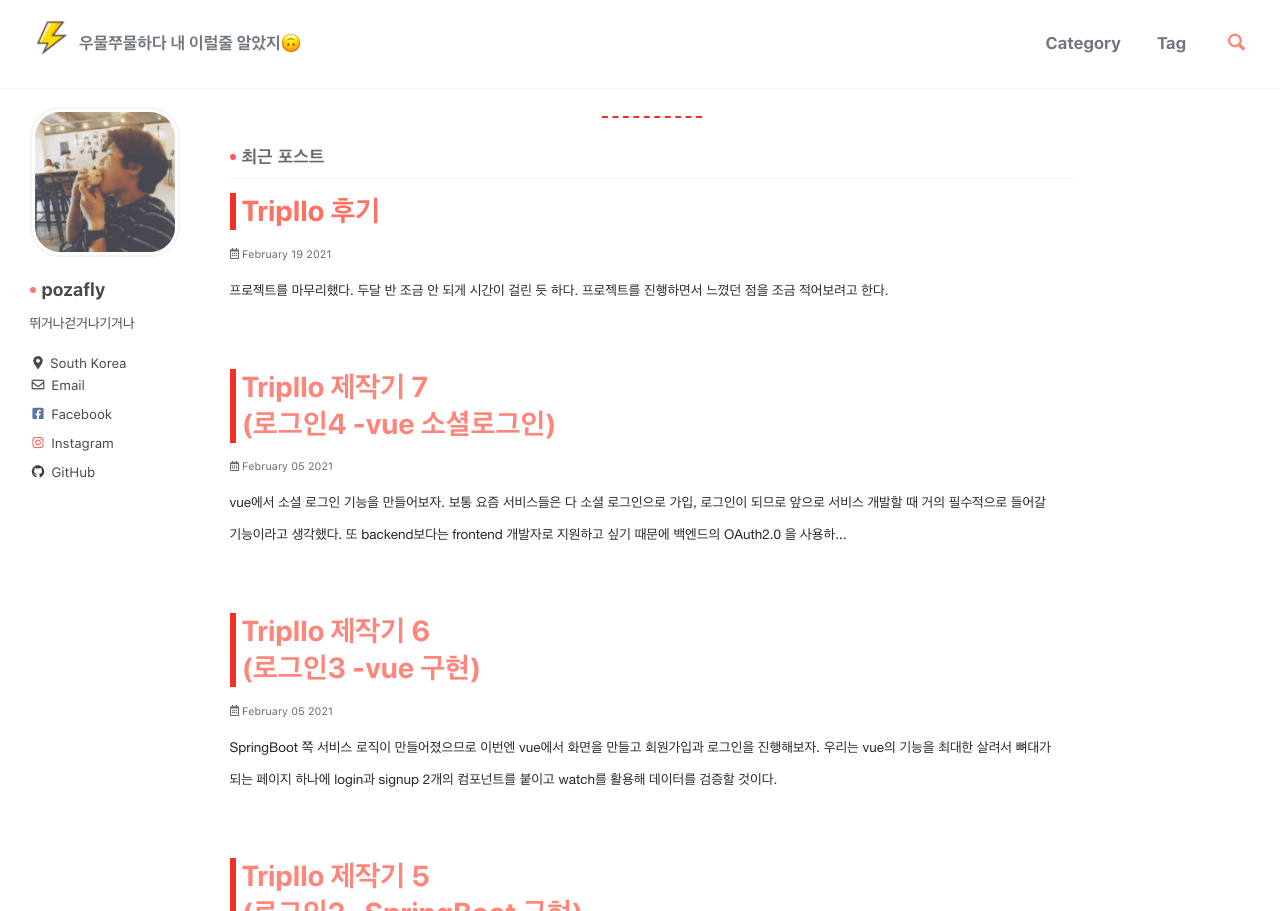 우물쭈물하다 내 이럴줄 알았지🙃
Category
Tag
pozafly
뛰거나걷거나기거나
South Korea
Email
Facebook
Instagram
GitHub
최근 포스트
Tripllo 후기
February 19 2021
프로젝트를 마무리했다. 두달 반 조금 안 되게 시간이 걸린 듯 하다. 프로젝트를 진행하면서 느꼈던 점을 조금 적어보려고 한다.
Tripllo 제작기 7
(로그인4 -vue 소셜로그인)
February 05 2021
vue에서 소셜 로그인 기능을 만들어보자. 보통 요즘 서비스들은 다 소셜 로그인으로 가입, 로그인이 되므로 앞으로 서비스 개발할 때 거의 필수적으로 들어갈
기능이라고 생각했다. 또 backend보다는 frontend 개발자로 지원하고 싶기 때문에 백엔드의 OAuth2.0 을 사용하...
Tripllo 제작기 6
(로그인3 -vue 구현)
February 05 2021
SpringBoot 쪽 서비스 로직이 만들어졌으므로 이번엔 vue에서 화면을 만들고 회원가입과 로그인을 진행해보자. 우리는 vue의 기능을 최대한 살려서 뼈대가
되는 페이지 하나에 login과 signup 2개의 컴포넌트를 붙이고 watch를 활용해 데이터를 검증할 것이다.
Tripllo 제작기 5
(로그인2 -SpringBoot 구현)